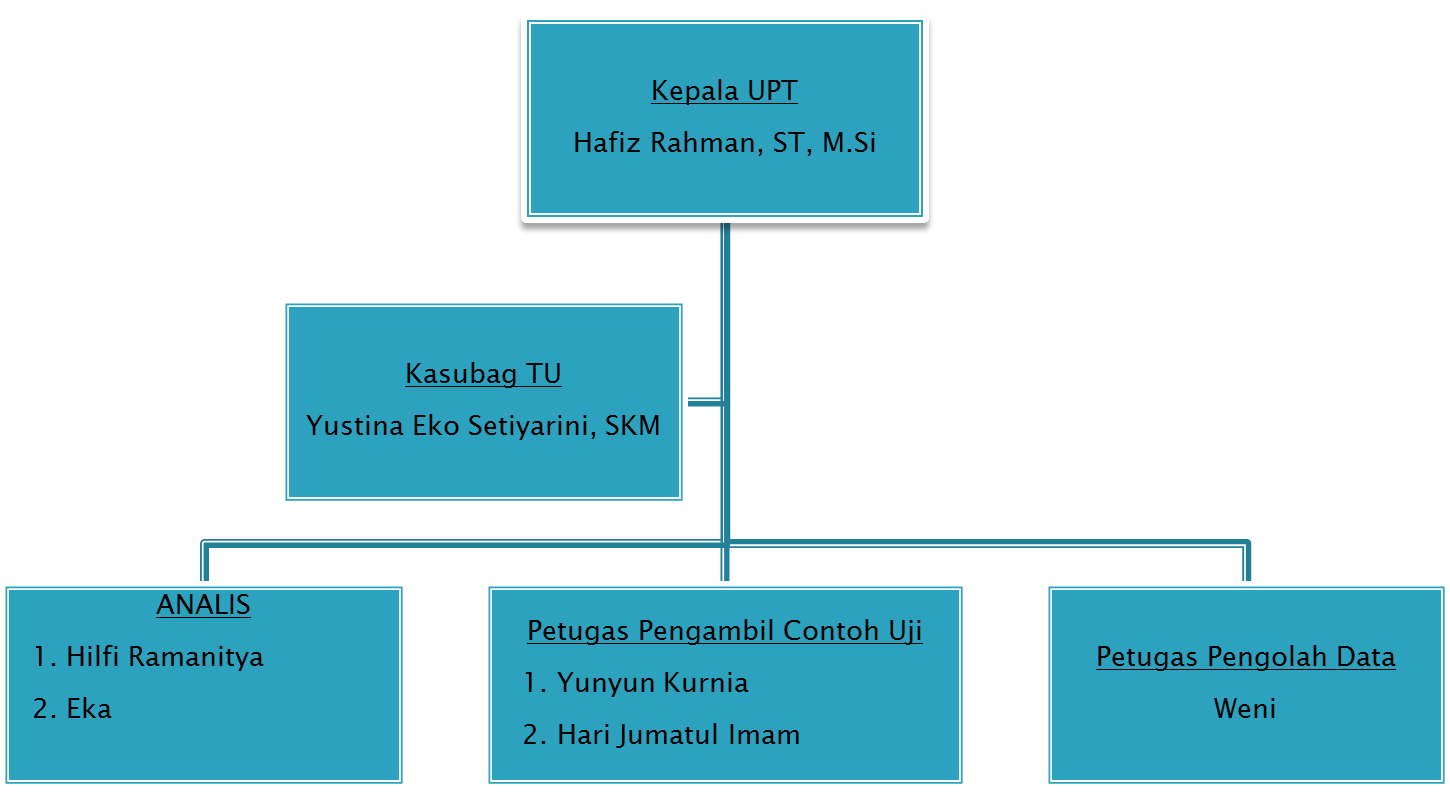 Kepala UPT
Hafiz Rahman, ST, M.Si
Kasubag TU
Yustina Eko Setiyarini, SKM
ANALIS
1. Hilfi Ramanitya
2. Eka
Petugas Pengambil Contoh Uji
1. Yunyun Kurnia
2. Hari Jumatul Imam
Petugas Pengolah Data
Weni